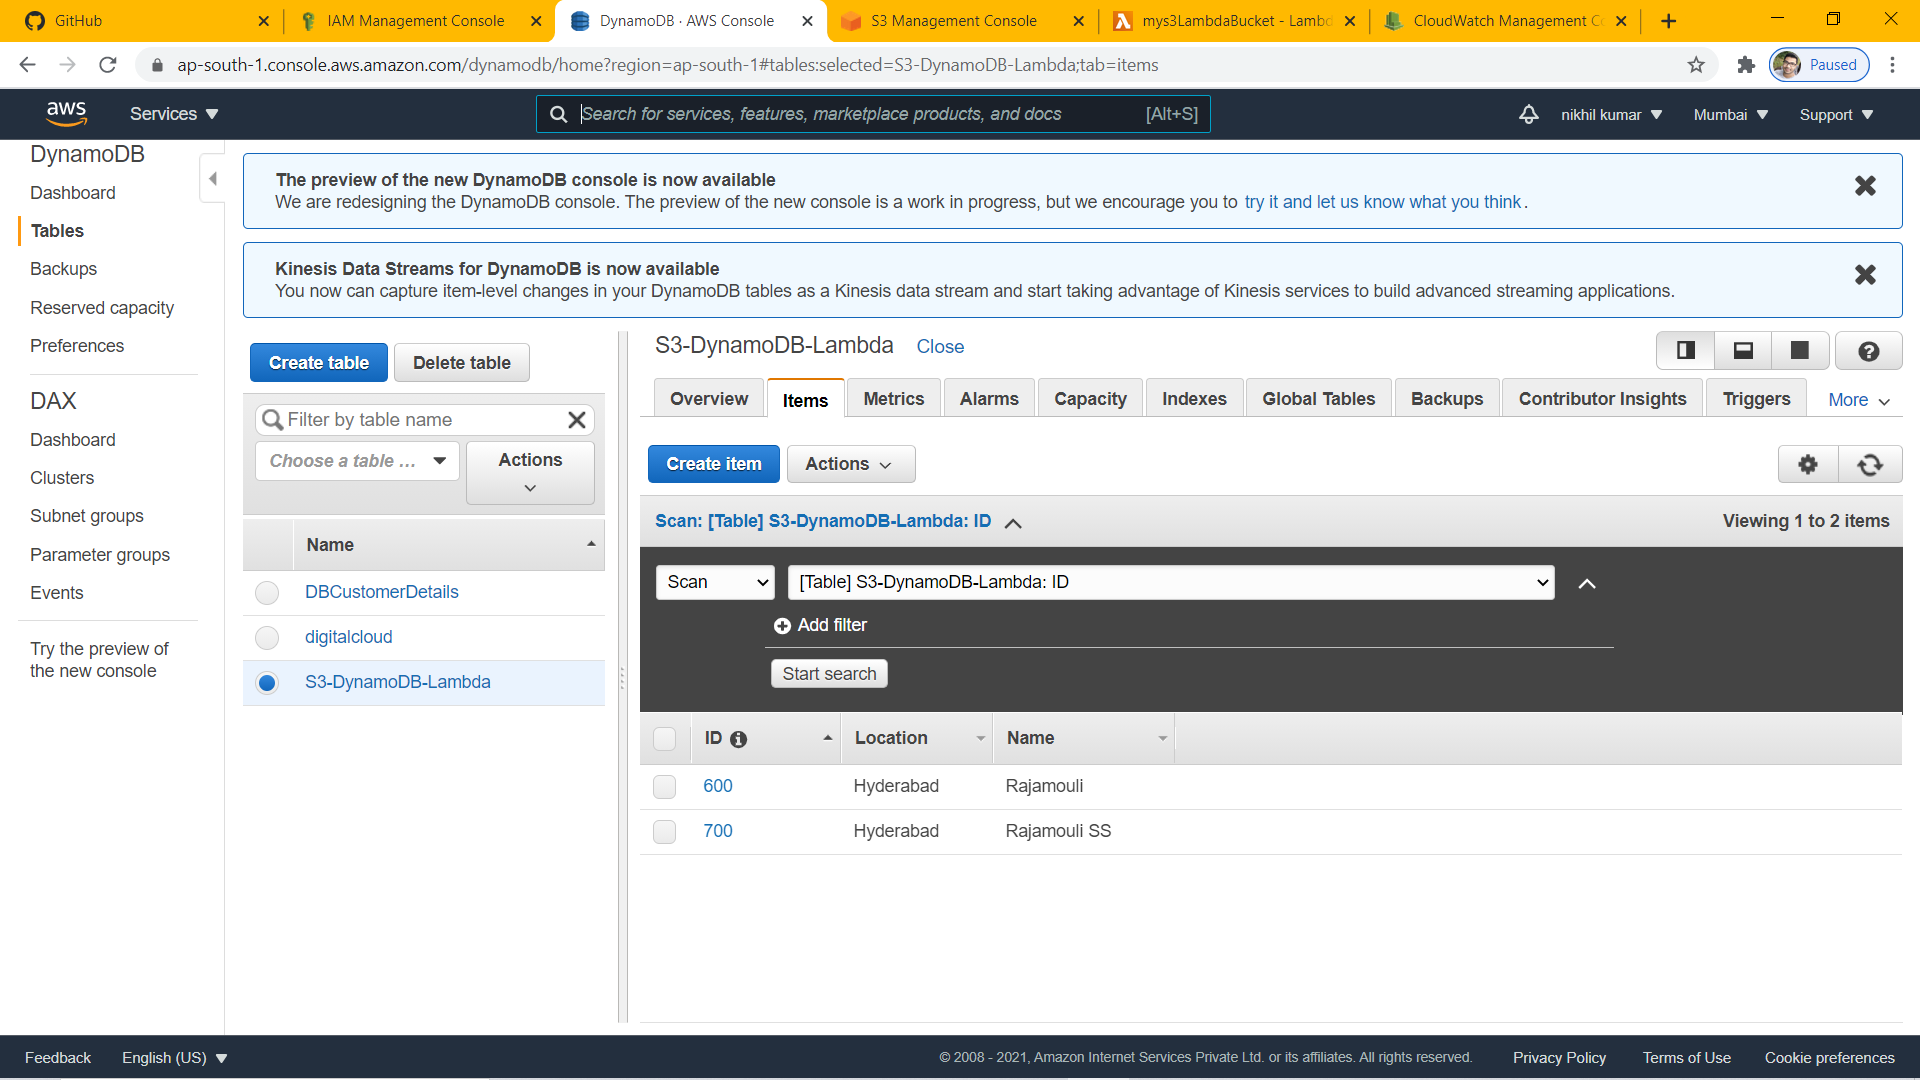 GitHub
IAM Management Console
DynamoDB · AWS Console
S3 Management Console
mys3LambdaBucket - Lambd
CloudWatch Management Co
ap-south-1.console.aws.amazon.com/dynamodb/home?region=ap-south-1#tables:selected=S3-DynamoDB-Lambda;tab=items
Paused
aws
Services
Search for services, features, marketplace products, and docs
[Alt+S]
nikhil kumar
Mumbai
Support
DynamoDB
Dashboard
Tables
Backups
Reserved capacity
Preferences
DAX
Dashboard
Clusters
Subnet groups
Parameter groups
Events
Try the preview of
the new console
The preview of the new DynamoDB console is now available
We are redesigning the DynamoDB console. The preview of the new console is a work in progress, but we encourage you to try it and let us know what you think.
Kinesis Data Streams for DynamoDB is now available
You now can capture item-level changes in your DynamoDB tables as a Kinesis data stream and start taking advantage of Kinesis services to build advanced streaming applications.
Create table
Delete table
Filter by table name
Choose a table ...
Actions
Name
DBCustomerDetails
digitalcloud
S3-DynamoDB-Lambda
S3-DynamoDB-Lambda
Close
Overview
Items
Metrics
Alarms
Capacity
Indexes
Global Tables
Backups
Contributor Insights
Triggers
More
Create item
Actions
Scan: [Table] S3-DynamoDB-Lambda: ID
Viewing 1 to 2 items
Scan
[Table] S3-DynamoDB-Lambda: ID
Add filter
Start search
ID
Location
Name
600
Hyderabad
Rajamouli
700
Hyderabad
Rajamouli SS
Feedback
English (US)
© 2008 - 2021, Amazon Internet Services Private Ltd. or its affiliates. All rights reserved.
Privacy Policy
Terms of Use
Cookie preferences